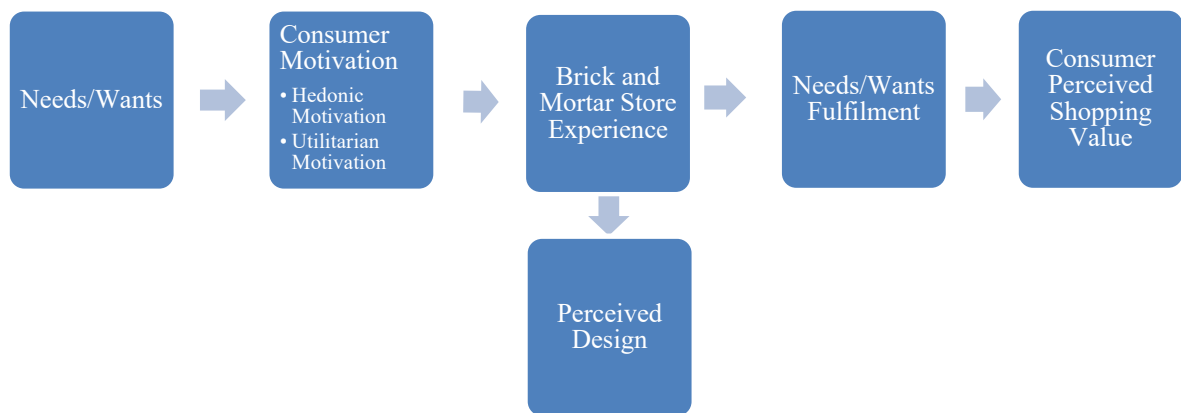 Needs/Wants
Consumer
Motivation
• Hedonic
Motivation
• Utilitarian
Motivation
Brick and
Mortar Store
Experience
Needs/Wants
Fulfilment
Consumer
Perceived
Shopping
Value
Perceived
Design